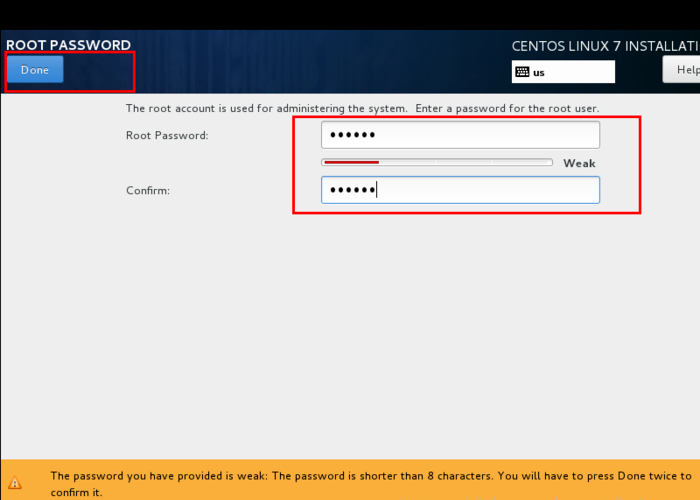 ROOT PASSWORD
CENTOS LINUX 7 INSTALLATI
Done
us
Help
The root account is used for administering the system. Enter a password for the root user.
Root Password:
••••••
Weak
Confirm:
••••••
The password you have provided is weak: The password is shorter than 8 characters. You will have to press Done twice to
confirm it.